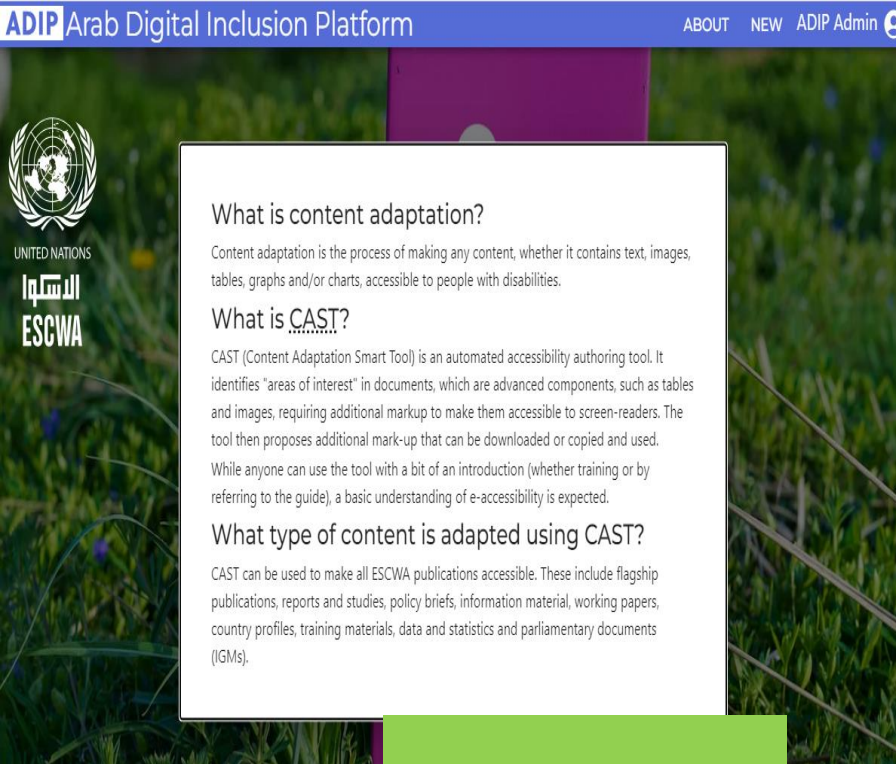 ADIP Arab Digital Inclusion Platform
ABOUT NEW ADIP Admin
UNITED NATIONS
الاسكوا
ESCWA
What is content adaptation?
Content adaptation is the process of making any content, whether it contains text, images,
tables, graphs and/or charts, accessible to people with disabilities.
What is CAST?
CAST (Content Adaptation Smart Tool) is an automated accessibility authoring tool. It
identifies "areas of interest" in documents, which are advanced components, such as tables
and images, requiring additional markup to make them accessible to screen-readers. The
tool then proposes additional mark-up that can be downloaded or copied and used.
While anyone can use the tool with a bit of an introduction (whether training or by
referring to the guide), a basic understanding of e-accessibility is expected.
What type of content is adapted using CAST?
CAST can be used to make all ESCWA publications accessible. These include flagship
publications, reports and studies, policy briefs, information material, working papers,
country profiles, training materials, data and statistics and parliamentary documents
(IGMs).